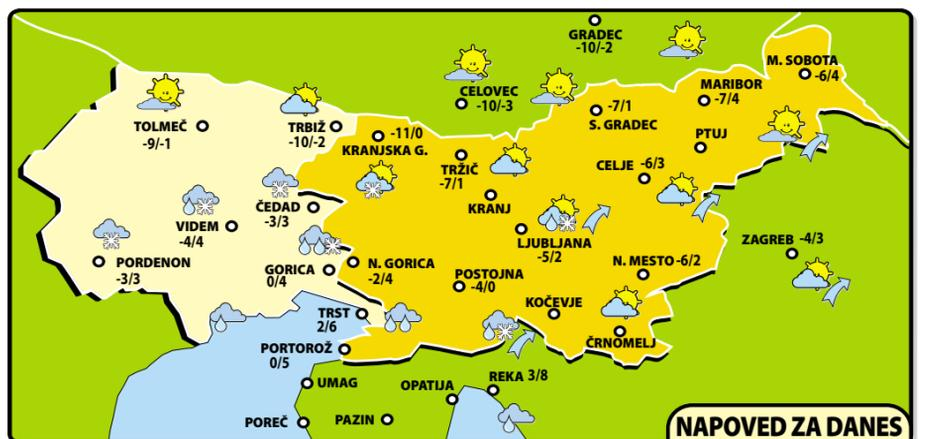 GRADEC
-10/-2
M. SOBOTA
-6/4
CELOVEC
-10/-3
MARIBOR
-7/4
-7/1
S. GRADEC
TOLMEČ
-9/-1
TRBIŽ
-10/-2
-11/0
KRANJSKA G.
PTUJ
TRŽIČ
-7/1
CELJE -6/3
KRANJ
ČEDAD
-3/3
VIDEM
-4/4
LJUBLJANA
-5/2
ZAGREB -4/3
PORDENON
-3/3
GORICA
0/4
N. GORICA
-2/4
POSTOJNA
-4/0
N. MESTO -6/2
KOČEVJE
TRST
2/6
ČRNOMELJ
PORTOROŽ
0/5
UMAG
OPATIJA
REKA 3/8
POREČ
PAZIN
NAPOVED ZA DANES